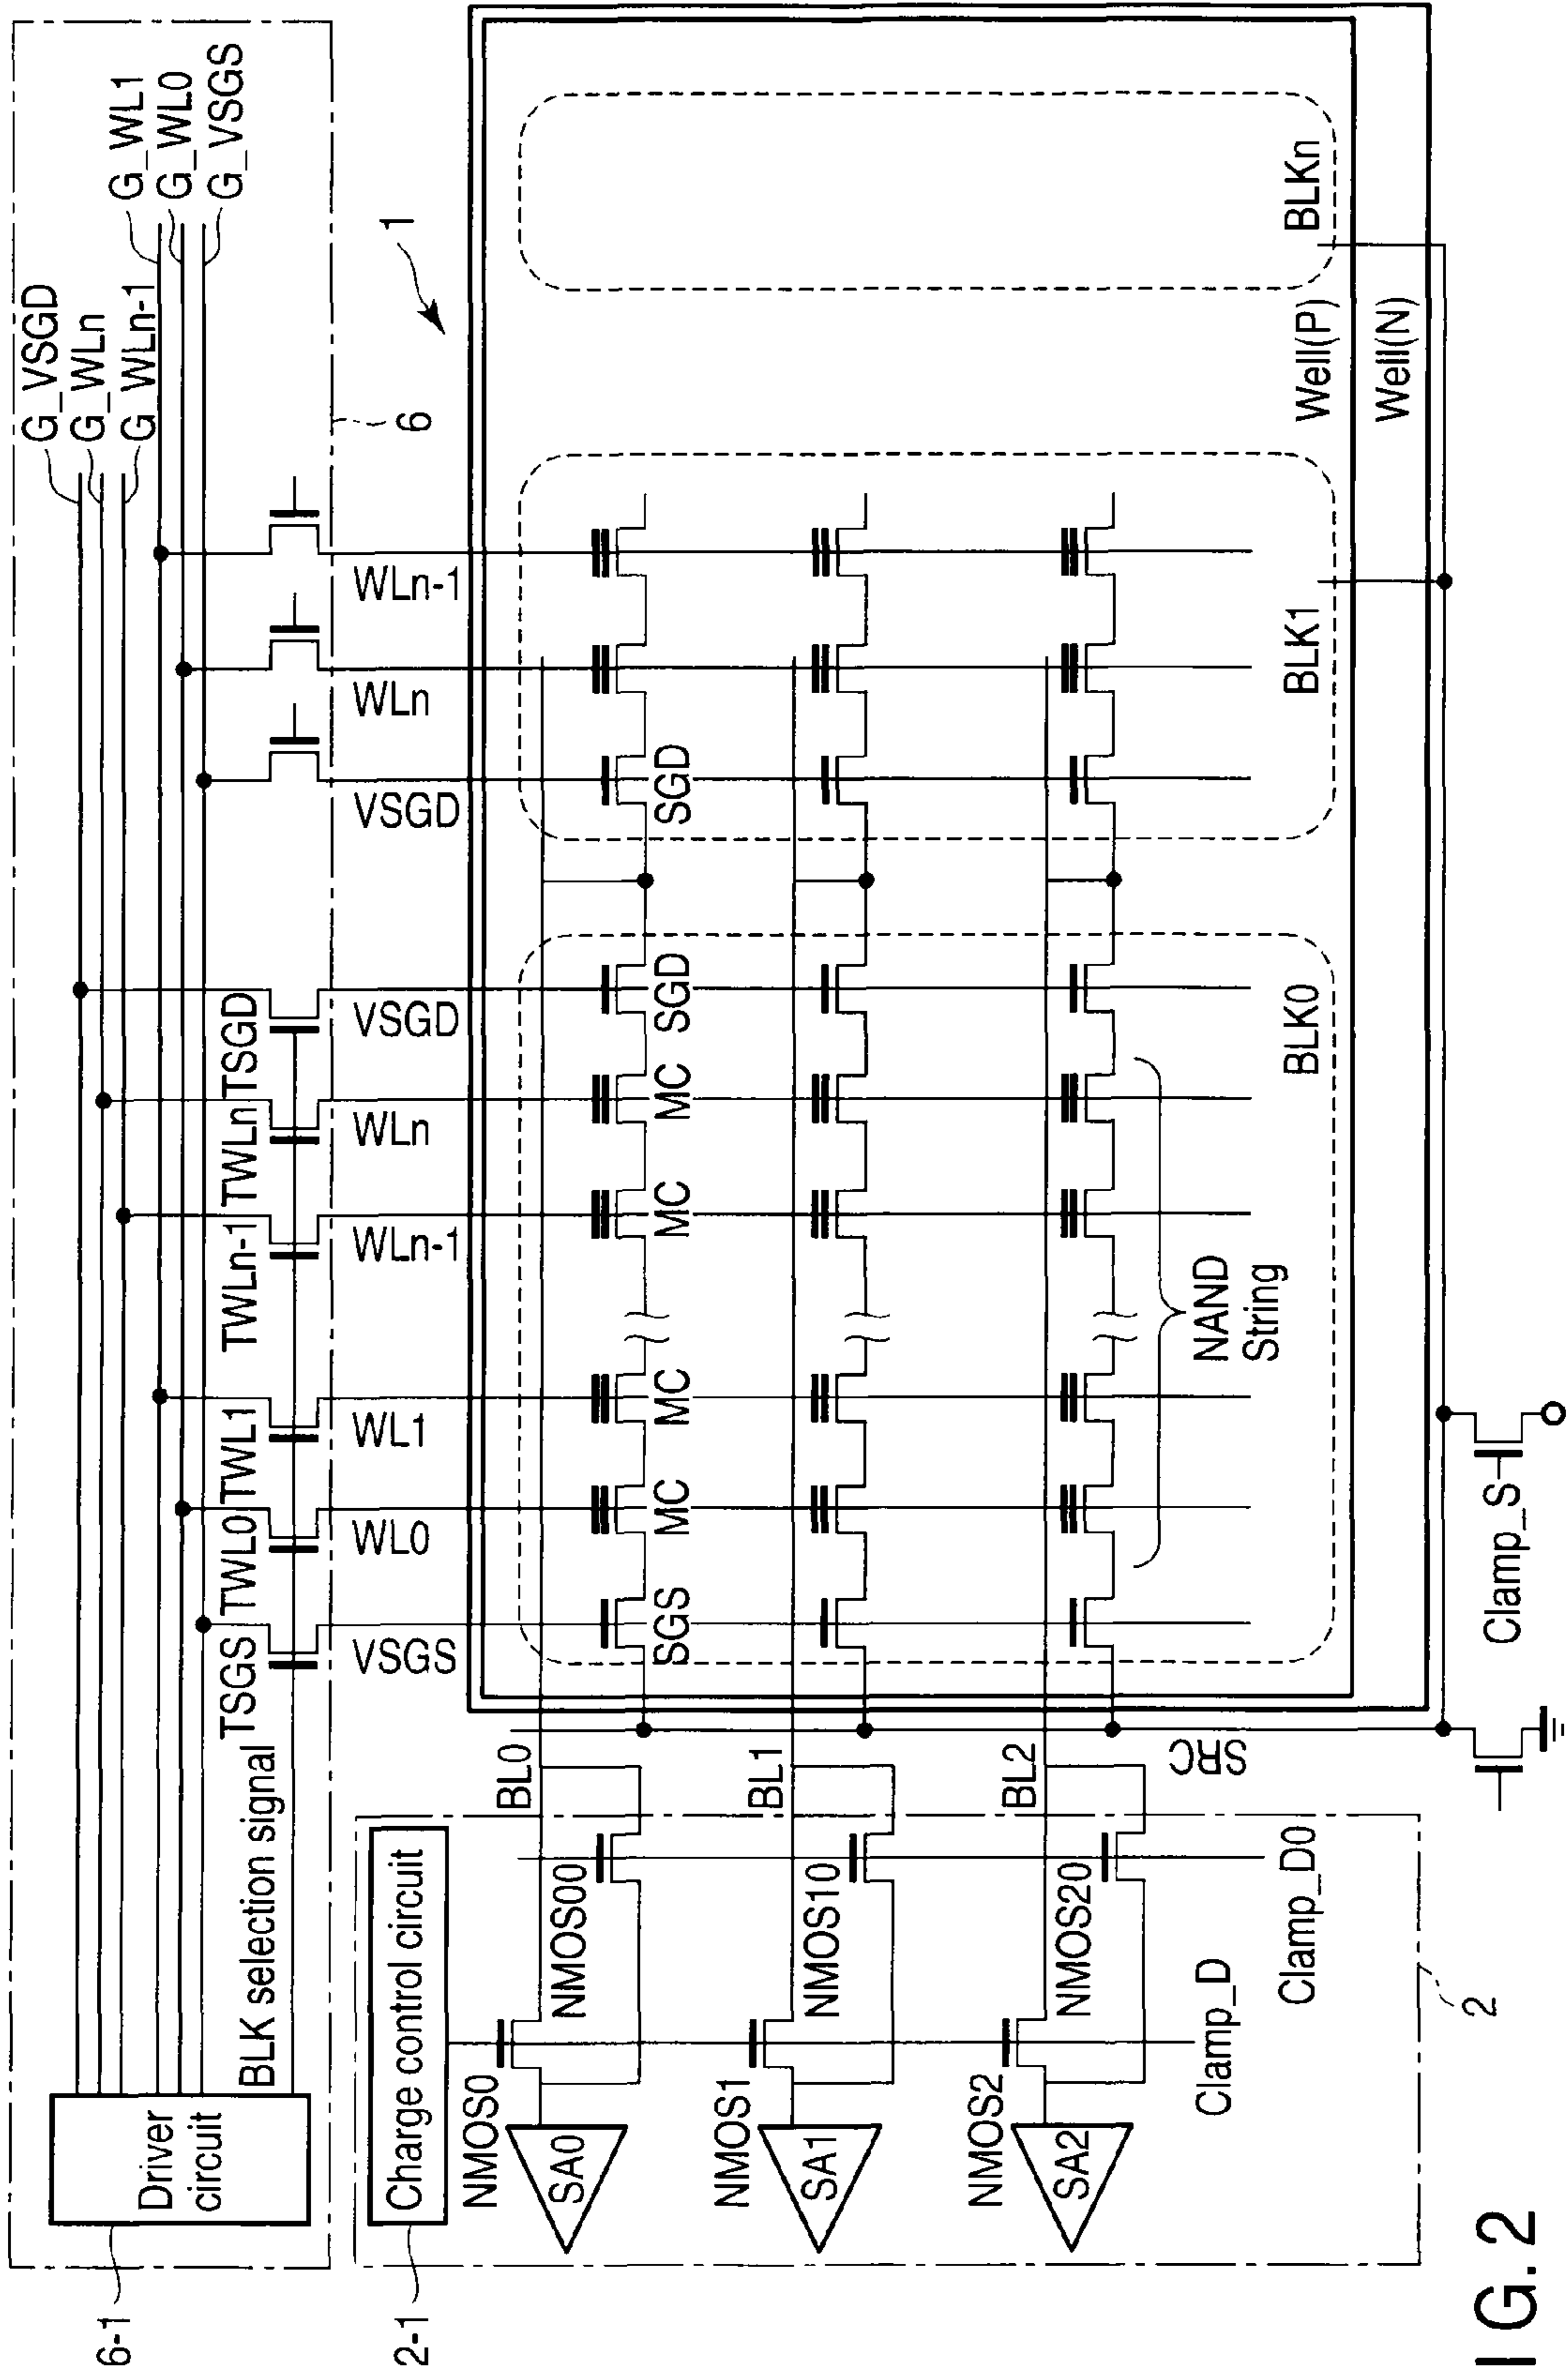 6-1
Driver
circuit
BLK selection signal
G_VSGD
G_WLn
G_WLn-1
G_WL1
G_WL0
G_VSGS
6
TSGS
TWL0
TWL1
TWLn-1
TWLn
TSGD
VSGS
WL0
WL1
WLn-1
WLn
VSGD
VSGD
WLn
WLn-1
1
2-1
Charge control circuit
NMOS0
SA0
NMOS00
BL0
SGS
MC
MC
MC
MC
SGD
SGD
NMOS1
SA1
NMOS10
BL1
NMOS2
SA2
NMOS20
BL2
SRC
NAND
String
BLK0
BLK1
BLKn
Well(P)
Well(N)
Clamp_D
Clamp_D0
2
Clamp_S
I G. 2